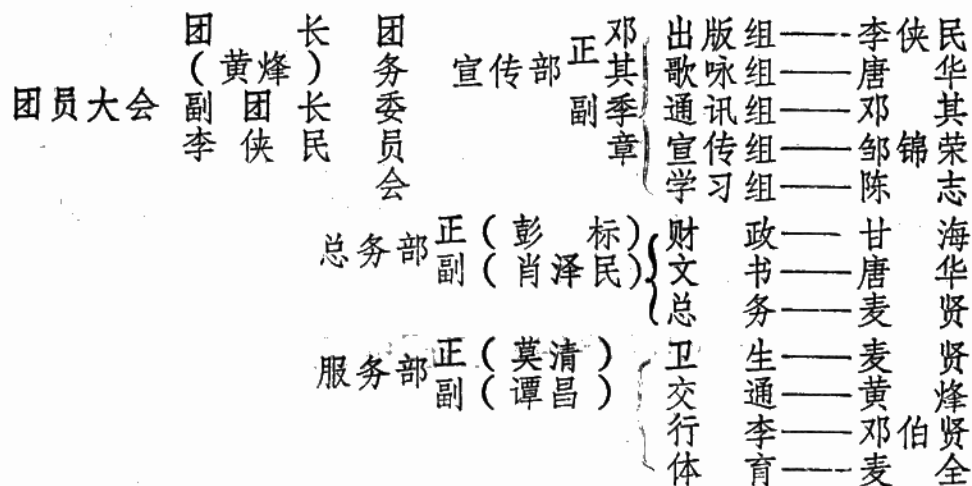 团员大会
团长
（黄烽）
副团长
李侠民
团务委员会
宣传部 正 邓其
副 季章
出版组——李侠民
歌咏组——唐华
通讯组——邓其
宣传组——邹锦荣
学习组——陈志
总务部 正（彭标）
副（肖泽民）
财政——甘海
文书——唐华
总务——麦贤
服务部 正（莫清）
副（谭昌）
卫生——麦贤
交通——黄烽
行李——邓伯贤
体育——麦全